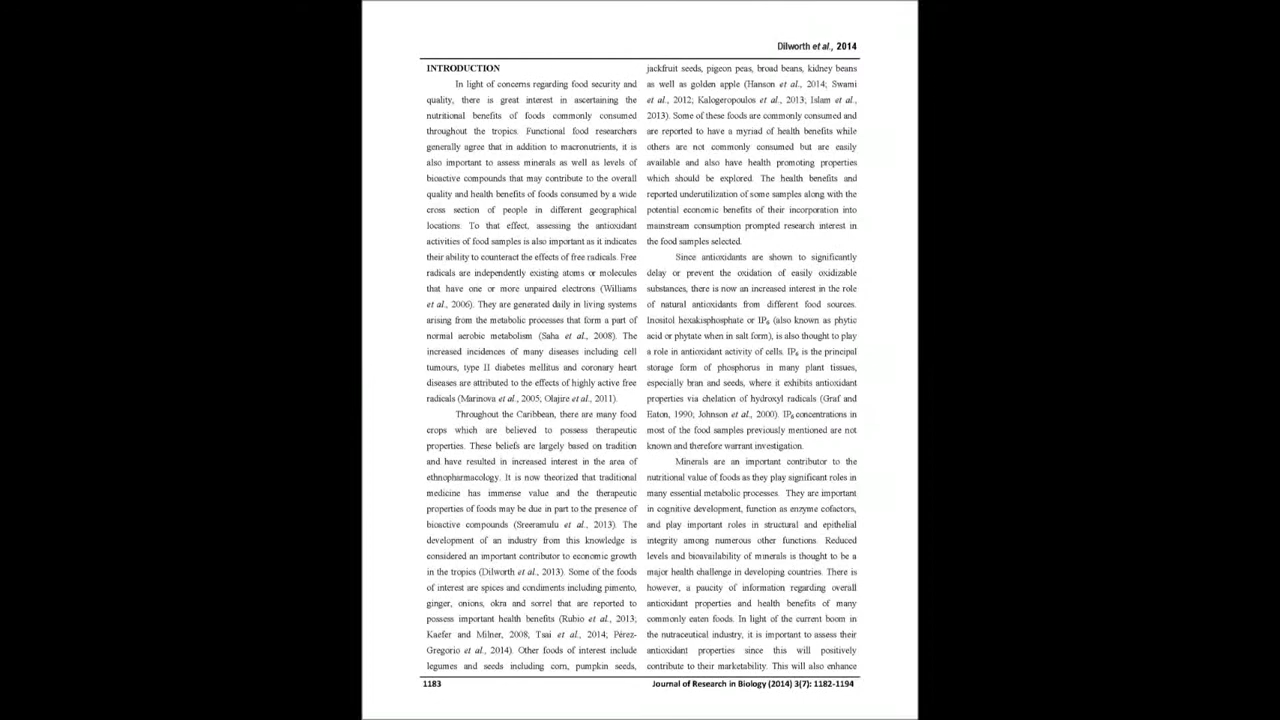 Dilworth et al., 2014
INTRODUCTION
In light of concerns regarding food security and
quality, there is great interest in ascertaining the
nutritional benefits of foods commonly consumed
throughout the tropics. Functional food researchers
generally agree that in addition to macronutrients, it is
also important to assess minerals as well as levels of
bioactive compounds that may contribute to the overall
quality and health benefits of foods consumed by a wide
cross section of people in different geographical
locations. To that effect, assessing the antioxidant
activities of food samples is also important as it indicates
their ability to counteract the effects of free radicals. Free
radicals are independently existing atoms or molecules
that have one or more unpaired electrons (Williams
et al., 2006). They are generated daily in living systems
arising from the metabolic processes that form a part of
normal aerobic metabolism (Saha et al., 2008). The
increased incidences of many diseases including cell
tumours, type II diabetes mellitus and coronary heart
diseases are attributed to the effects of highly active free
radicals (Marinova et al., 2005; Olajire et al., 2011).
Throughout the Caribbean, there are many food
crops which are believed to possess therapeutic
properties. These beliefs are largely based on tradition
and have resulted in increased interest in the area of
ethnopharmacology. It is now theorized that traditional
medicine has immense value and the therapeutic
properties of foods may be due in part to the presence of
bioactive compounds (Sreeramulu et al., 2013). The
development of an industry from this knowledge is
considered an important contributor to economic growth
in the tropics (Dilworth et al., 2013). Some of the foods
of interest are spices and condiments including pimento,
ginger, onions, okra and sorrel that are reported to
possess important health benefits (Rubio et al., 2013;
Kaefer and Milner, 2008; Tsai et al., 2014; Pérez-
Gregorio et al., 2014). Other foods of interest include
legumes and seeds including corn, pumpkin seeds,
jackfruit seeds, pigeon peas, broad beans, kidney beans
as well as golden apple (Hanson et al., 2014; Swami
et al., 2012; Kalogeropoulos et al., 2013; Islam et al.,
2013). Some of these foods are commonly consumed and
are reported to have a myriad of health benefits while
others are not commonly consumed but are easily
available and also have health promoting properties
which should be explored. The health benefits and
reported underutilization of some samples along with the
potential economic benefits of their incorporation into
mainstream consumption prompted research interest in
the food samples selected.
Since antioxidants are shown to significantly
delay or prevent the oxidation of easily oxidizable
substances, there is now an increased interest in the role
of natural antioxidants from different food sources.
Inositol hexakisphosphate or IP6 (also known as phytic
acid or phytate when in salt form), is also thought to play
a role in antioxidant activity of cells. IP6 is the principal
storage form of phosphorus in many plant tissues,
especially bran and seeds, where it exhibits antioxidant
properties via chelation of hydroxyl radicals (Graf and
Eaton, 1990; Johnson et al., 2000). IP6 concentrations in
most of the food samples previously mentioned are not
known and therefore warrant investigation.
Minerals are an important contributor to the
nutritional value of foods as they play significant roles in
many essential metabolic processes. They are important
in cognitive development, function as enzyme cofactors,
and play important roles in structural and epithelial
integrity among numerous other functions. Reduced
levels and bioavailability of minerals is thought to be a
major health challenge in developing countries. There is
however, a paucity of information regarding overall
antioxidant properties and health benefits of many
commonly eaten foods. In light of the current boom in
the nutraceutical industry, it is important to assess their
antioxidant properties since this will positively
contribute to their marketability. This will also enhance
1183
Journal of Research in Biology (2014) 3(7): 1182-1194